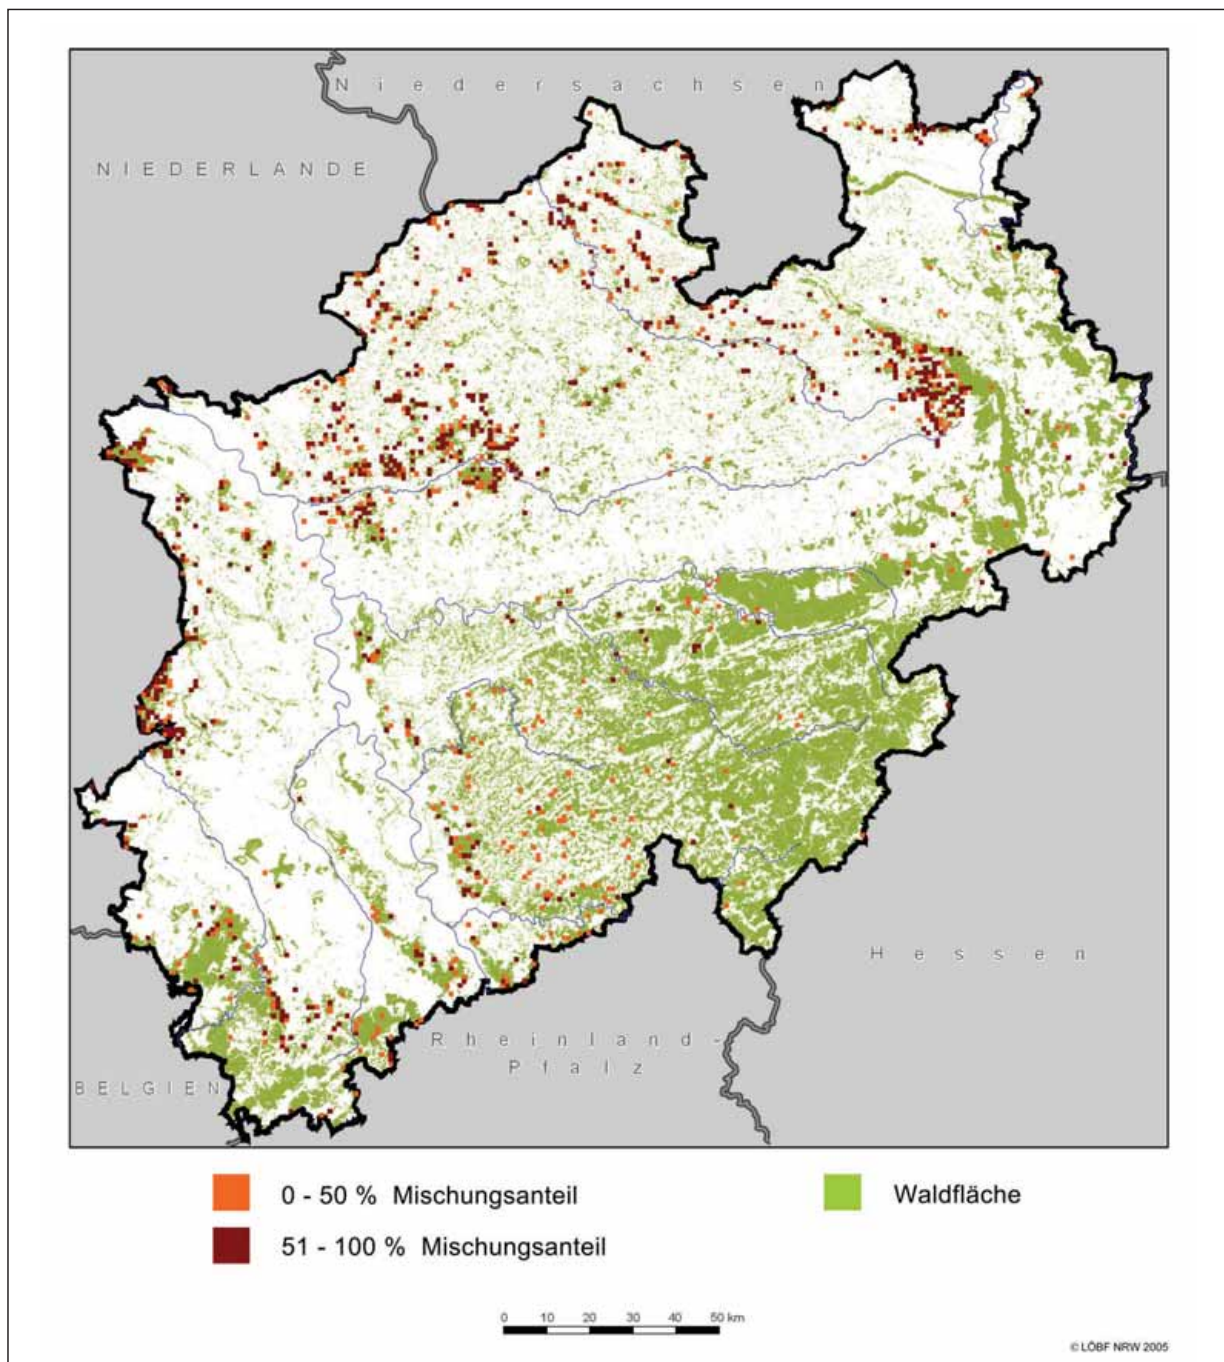 Niedersachsen
NIEDERLANDE
Hessen
Rheinland-
Pfalz
BELGIEN
0 - 50 % Mischungsanteil
Waldfläche
51 - 100 % Mischungsanteil
0 10 20 30 40 50 km
© LÖBF NRW 2005